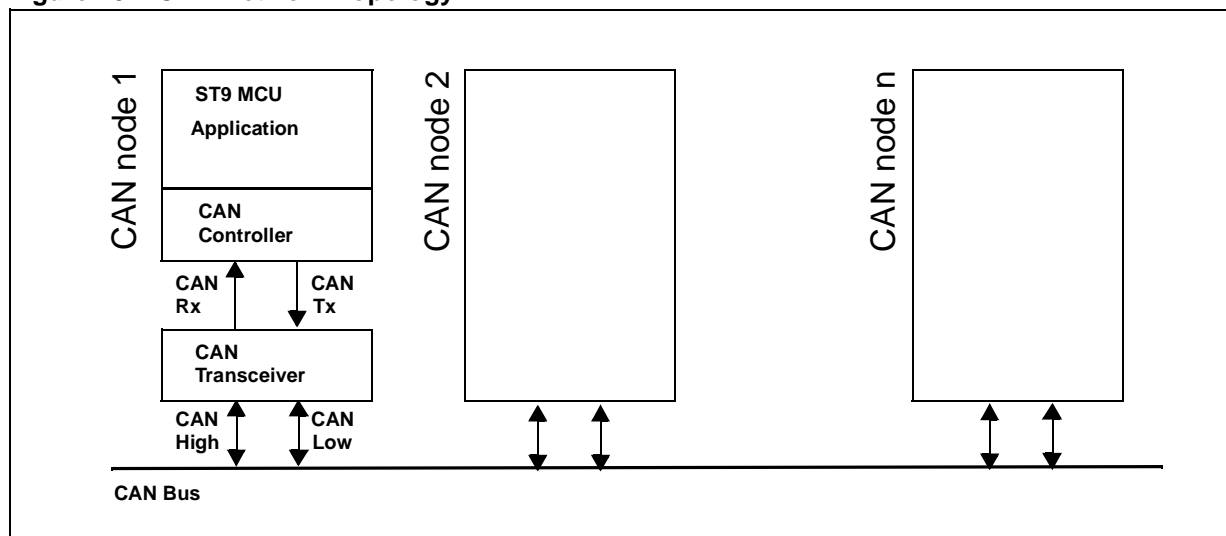 CAN node 1
ST9 MCU
Application
CAN
Controller
CAN
Rx
CAN
Tx
CAN
Transceiver
CAN
High
CAN
Low
CAN node 2
CAN node n
CAN Bus